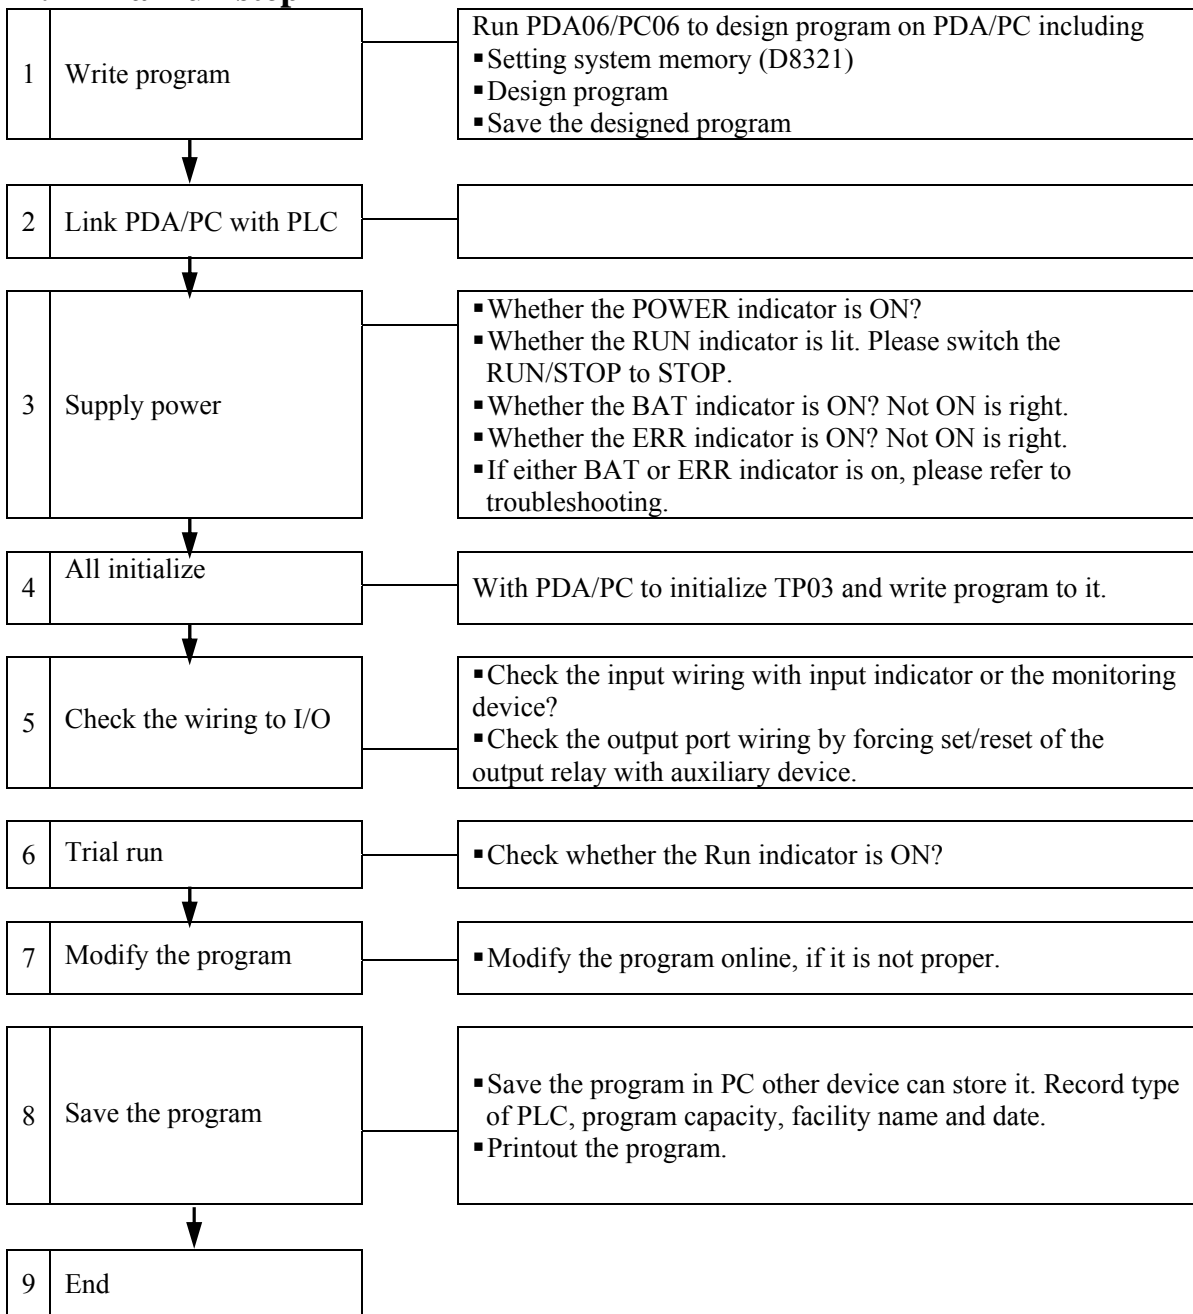 Run PDA06/PC06 to design program on PDA/PC including
▪Setting system memory (D8321)
1 Write program
▪Design program
▪Save the designed program
2 Link PDA/PC with PLC
▪Whether the POWER indicator is ON?
▪Whether the RUN indicator is lit. Please switch the
RUN/STOP to STOP.
3 Supply power
▪Whether the BAT indicator is ON? Not ON is right.
▪Whether the ERR indicator is ON? Not ON is right.
▪If either BAT or ERR indicator is on, please refer to
troubleshooting.
4 All initialize
With PDA/PC to initialize TP03 and write program to it.
5 Check the wiring to I/O
▪Check the input wiring with input indicator or the monitoring
device?
▪Check the output port wiring by forcing set/reset of the
output relay with auxiliary device.
6 Trial run
▪Check whether the Run indicator is ON?
7 Modify the program
▪Modify the program online, if it is not proper.
8 Save the program
▪Save the program in PC other device can store it. Record type
of PLC, program capacity, facility name and date.
▪Printout the program.
9 End